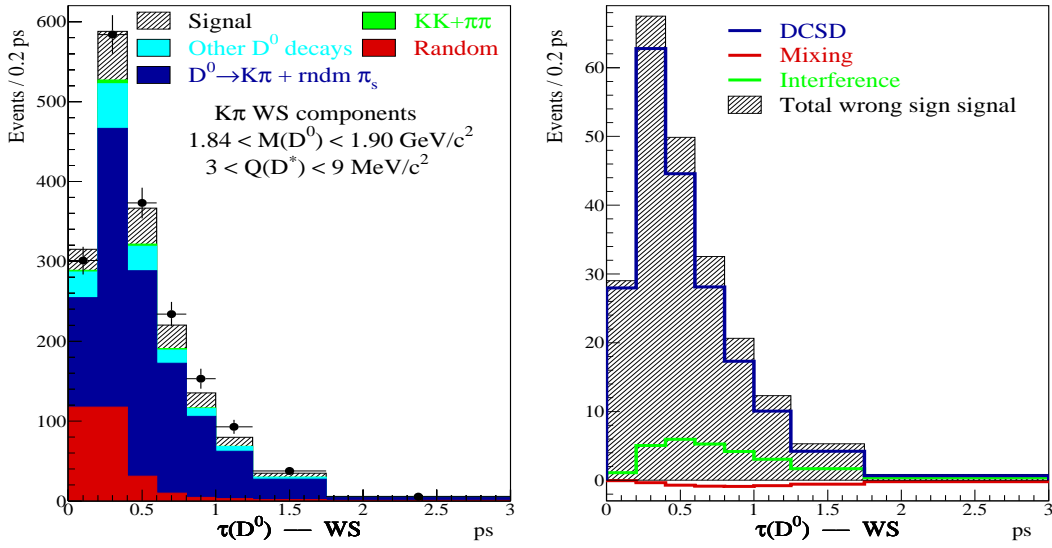 Events / 0.2 ps
600
500
400
300
200
100
0
Signal
Other D⁰ decays
D⁰→Kπ + rndm πₛ
KK+ππ
Random
Kπ WS components
1.84 < M(D⁰) < 1.90 GeV/c²
3 < Q(D*) < 9 MeV/c²
0 0.5 1 1.5 2 2.5 3
τ(D⁰) — WS ps
Events / 0.2 ps
60
50
40
30
20
10
0
DCSD
Mixing
Interference
Total wrong sign signal
0 0.5 1 1.5 2 2.5 3
τ(D⁰) — WS ps